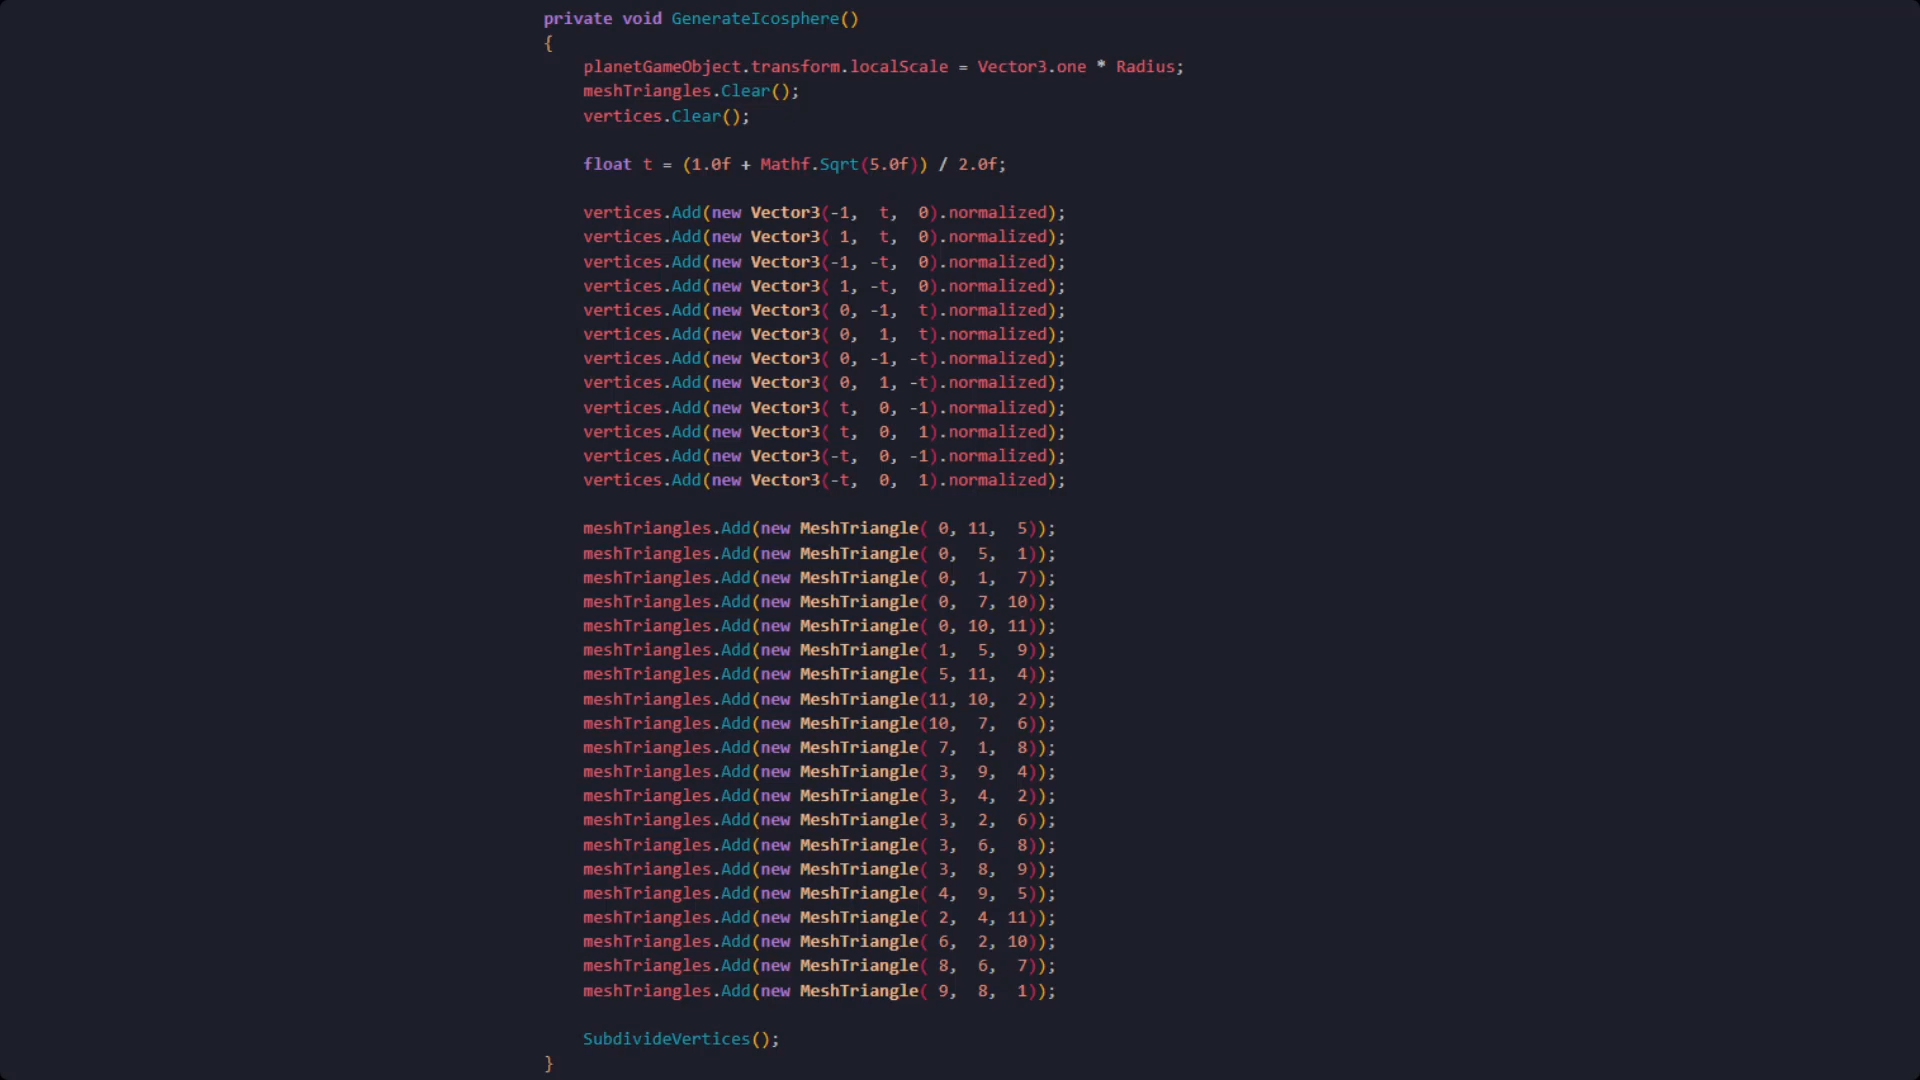 private void GenerateIcosphere()
{
    planetGameObject.transform.localScale = Vector3.one * Radius;
    meshTriangles.Clear();
    vertices.Clear();

    float t = (1.0f + Mathf.Sqrt(5.0f)) / 2.0f;

    vertices.Add(new Vector3(-1,  t,  0).normalized);
    vertices.Add(new Vector3( 1,  t,  0).normalized);
    vertices.Add(new Vector3(-1, -t,  0).normalized);
    vertices.Add(new Vector3( 1, -t,  0).normalized);
    vertices.Add(new Vector3( 0, -1,  t).normalized);
    vertices.Add(new Vector3( 0,  1,  t).normalized);
    vertices.Add(new Vector3( 0, -1, -t).normalized);
    vertices.Add(new Vector3( 0,  1, -t).normalized);
    vertices.Add(new Vector3( t,  0, -1).normalized);
    vertices.Add(new Vector3( t,  0,  1).normalized);
    vertices.Add(new Vector3(-t,  0, -1).normalized);
    vertices.Add(new Vector3(-t,  0,  1).normalized);

    meshTriangles.Add(new MeshTriangle( 0, 11,  5));
    meshTriangles.Add(new MeshTriangle( 0,  5,  1));
    meshTriangles.Add(new MeshTriangle( 0,  1,  7));
    meshTriangles.Add(new MeshTriangle( 0,  7, 10));
    meshTriangles.Add(new MeshTriangle( 0, 10, 11));
    meshTriangles.Add(new MeshTriangle( 1,  5,  9));
    meshTriangles.Add(new MeshTriangle( 5, 11,  4));
    meshTriangles.Add(new MeshTriangle(11, 10,  2));
    meshTriangles.Add(new MeshTriangle(10,  7,  6));
    meshTriangles.Add(new MeshTriangle( 7,  1,  8));
    meshTriangles.Add(new MeshTriangle( 3,  9,  4));
    meshTriangles.Add(new MeshTriangle( 3,  4,  2));
    meshTriangles.Add(new MeshTriangle( 3,  2,  6));
    meshTriangles.Add(new MeshTriangle( 3,  6,  8));
    meshTriangles.Add(new MeshTriangle( 3,  8,  9));
    meshTriangles.Add(new MeshTriangle( 4,  9,  5));
    meshTriangles.Add(new MeshTriangle( 2,  4, 11));
    meshTriangles.Add(new MeshTriangle( 6,  2, 10));
    meshTriangles.Add(new MeshTriangle( 8,  6,  7));
    meshTriangles.Add(new MeshTriangle( 9,  8,  1));

    SubdivideVertices();
}